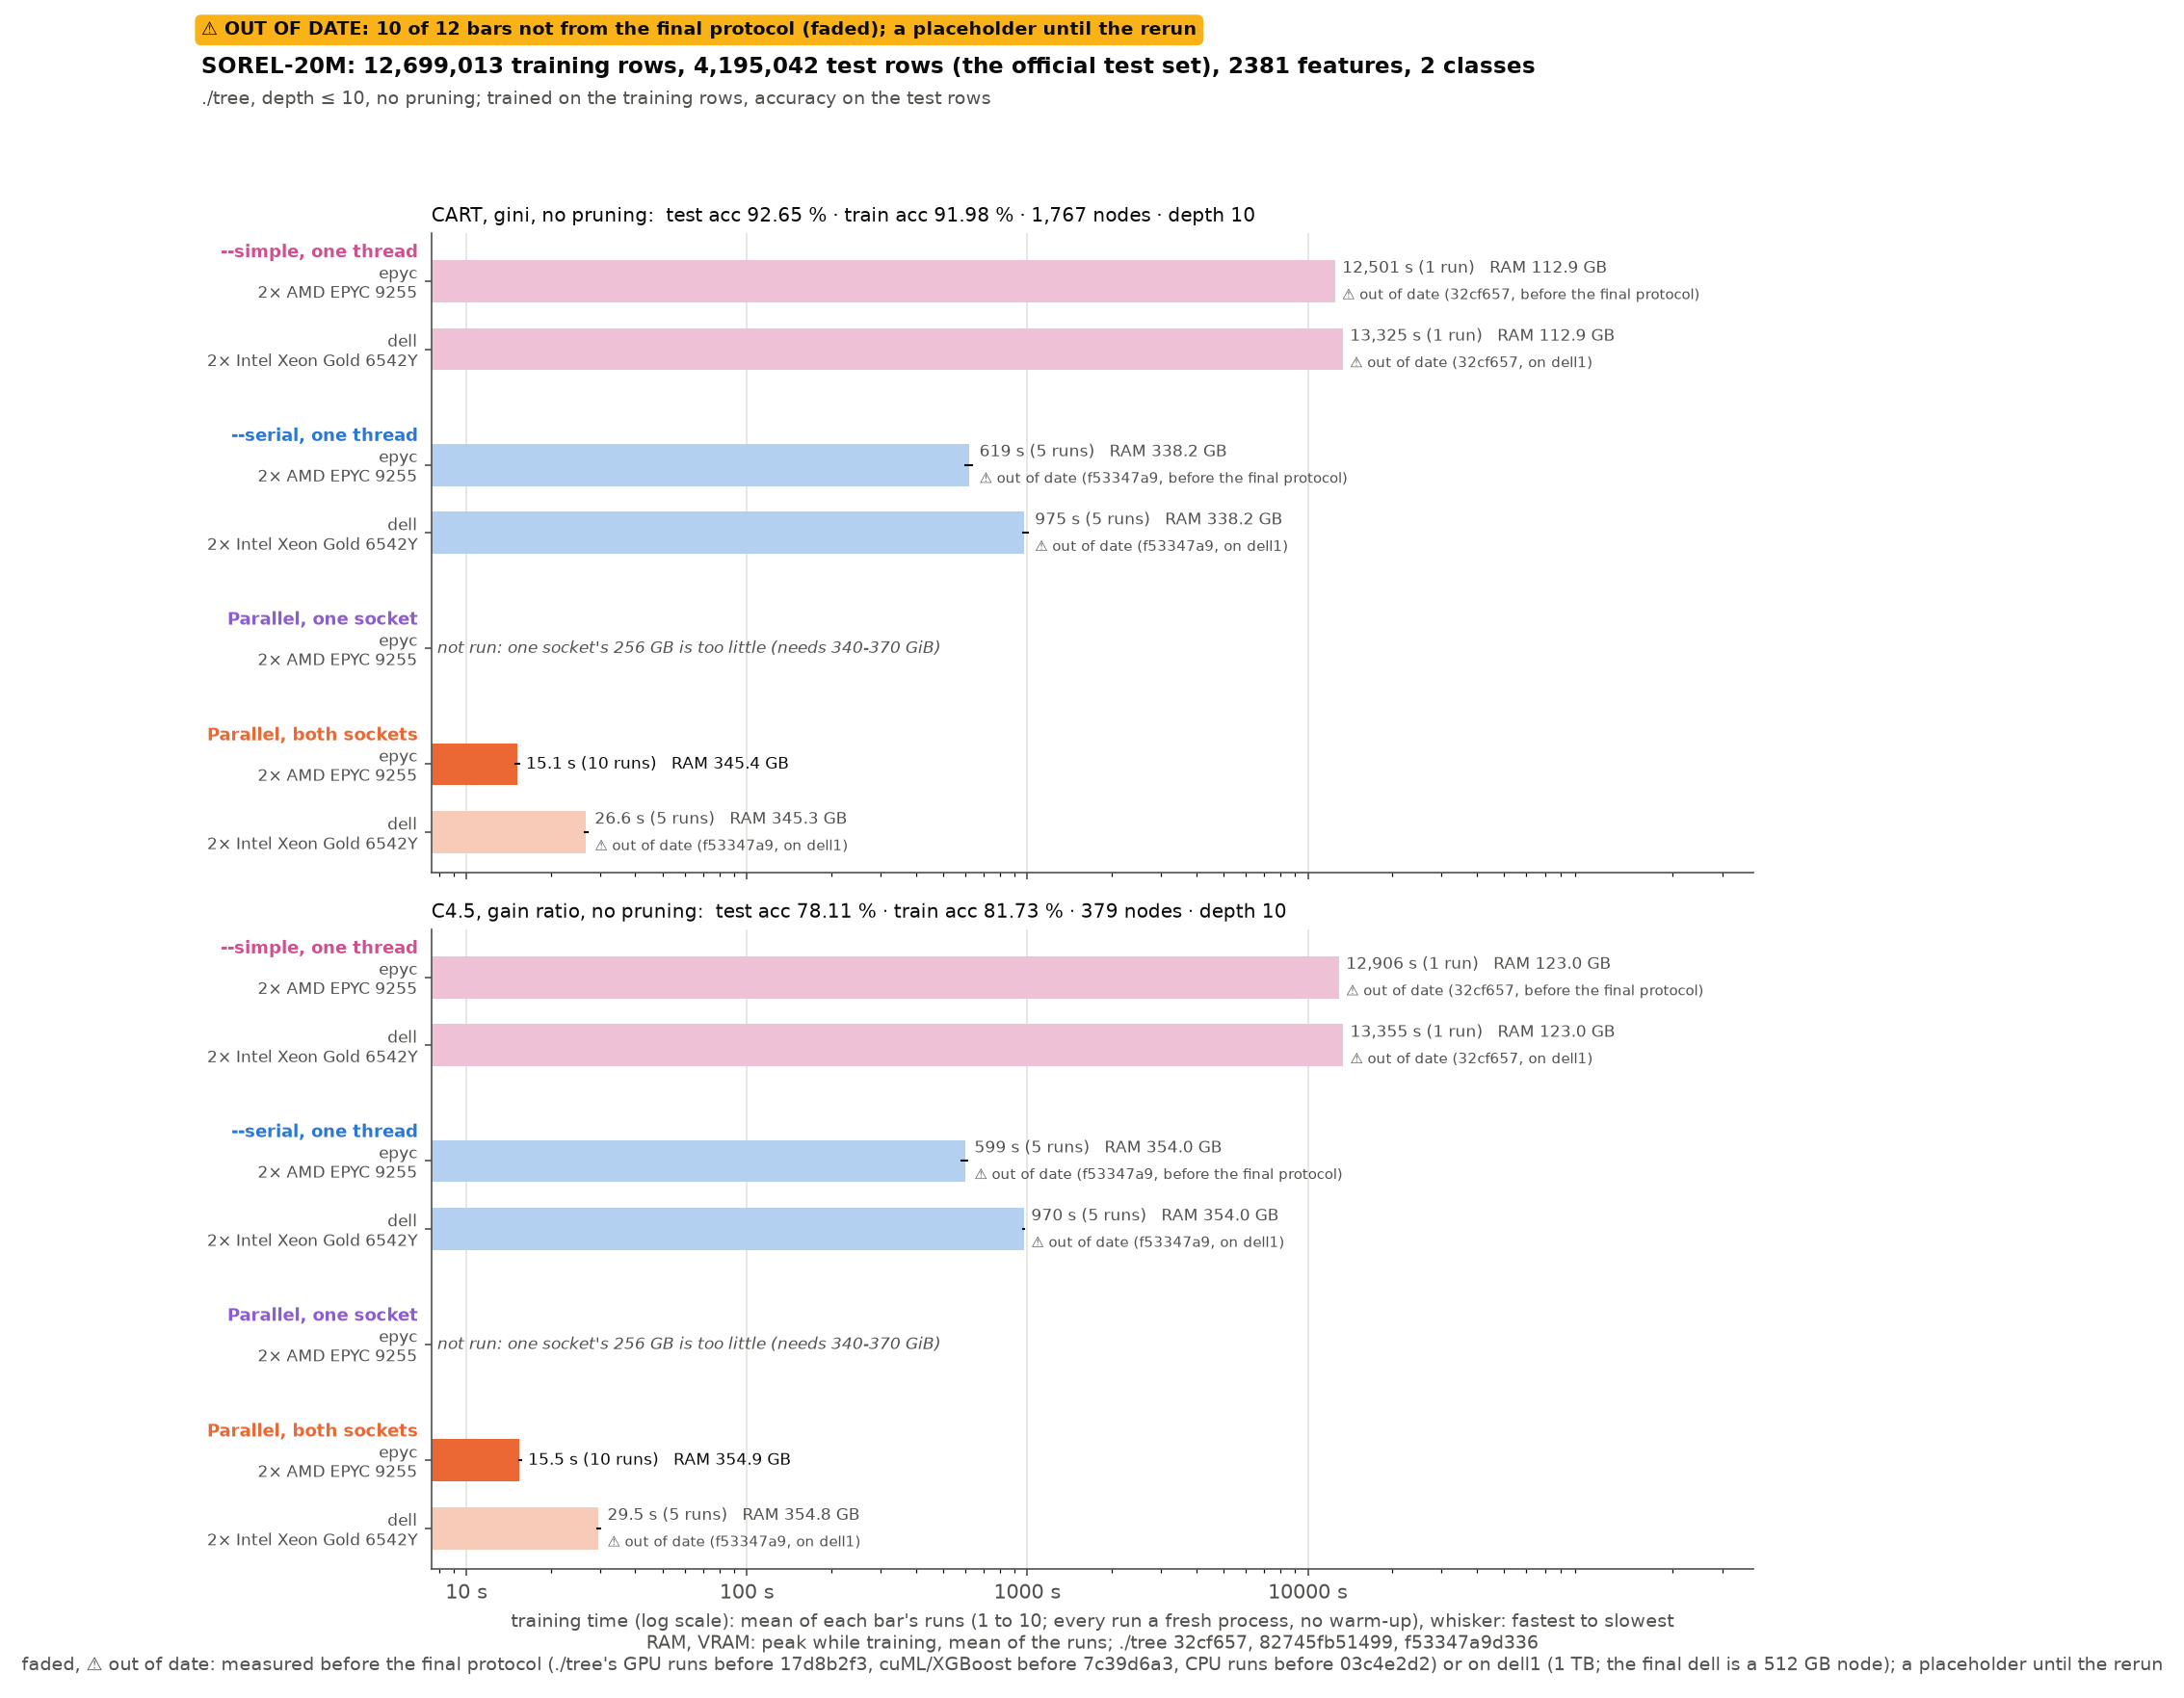 ⚠ OUT OF DATE: 10 of 12 bars not from the final protocol (faded); a placeholder until the rerun
SOREL-20M: 12,699,013 training rows, 4,195,042 test rows (the official test set), 2381 features, 2 classes
./tree, depth ≤ 10, no pruning; trained on the training rows, accuracy on the test rows
CART, gini, no pruning:  test acc 92.65 % · train acc 91.98 % · 1,767 nodes · depth 10
--simple, one thread
epyc
2× AMD EPYC 9255
12,501 s (1 run)   RAM 112.9 GB
⚠ out of date (32cf657, before the final protocol)
dell
2× Intel Xeon Gold 6542Y
13,325 s (1 run)   RAM 112.9 GB
⚠ out of date (32cf657, on dell1)
--serial, one thread
epyc
2× AMD EPYC 9255
619 s (5 runs)   RAM 338.2 GB
⚠ out of date (f53347a9, before the final protocol)
dell
2× Intel Xeon Gold 6542Y
975 s (5 runs)   RAM 338.2 GB
⚠ out of date (f53347a9, on dell1)
Parallel, one socket
epyc
2× AMD EPYC 9255
not run: one socket's 256 GB is too little (needs 340-370 GiB)
Parallel, both sockets
epyc
2× AMD EPYC 9255
15.1 s (10 runs)   RAM 345.4 GB
dell
2× Intel Xeon Gold 6542Y
26.6 s (5 runs)   RAM 345.3 GB
⚠ out of date (f53347a9, on dell1)
C4.5, gain ratio, no pruning:  test acc 78.11 % · train acc 81.73 % · 379 nodes · depth 10
--simple, one thread
epyc
2× AMD EPYC 9255
12,906 s (1 run)   RAM 123.0 GB
⚠ out of date (32cf657, before the final protocol)
dell
2× Intel Xeon Gold 6542Y
13,355 s (1 run)   RAM 123.0 GB
⚠ out of date (32cf657, on dell1)
--serial, one thread
epyc
2× AMD EPYC 9255
599 s (5 runs)   RAM 354.0 GB
⚠ out of date (f53347a9, before the final protocol)
dell
2× Intel Xeon Gold 6542Y
970 s (5 runs)   RAM 354.0 GB
⚠ out of date (f53347a9, on dell1)
Parallel, one socket
epyc
2× AMD EPYC 9255
not run: one socket's 256 GB is too little (needs 340-370 GiB)
Parallel, both sockets
epyc
2× AMD EPYC 9255
15.5 s (10 runs)   RAM 354.9 GB
dell
2× Intel Xeon Gold 6542Y
29.5 s (5 runs)   RAM 354.8 GB
⚠ out of date (f53347a9, on dell1)
10 s 100 s 1000 s 10000 s
training time (log scale): mean of each bar's runs (1 to 10; every run a fresh process, no warm-up), whisker: fastest to slowest
RAM, VRAM: peak while training, mean of the runs; ./tree 32cf657, 82745fb51499, f53347a9d336
faded, ⚠ out of date: measured before the final protocol (./tree's GPU runs before 17d8b2f3, cuML/XGBoost before 7c39d6a3, CPU runs before 03c4e2d2) or on dell1 (1 TB; the final dell is a 512 GB node); a placeholder until the rerun